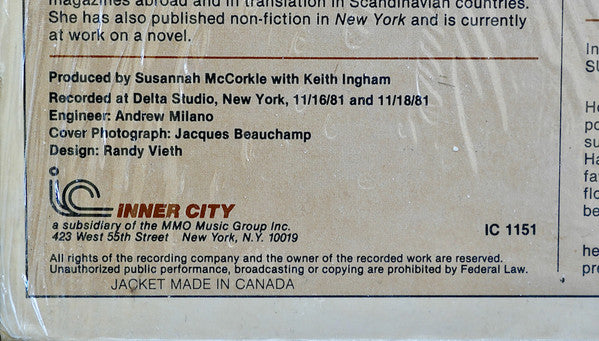 magazines abroad and in translation in Scandinavian countries.
She has also published non-fiction in New York and is currently
at work on a novel.
Produced by Susannah McCorkle with Keith Ingham
Recorded at Delta Studio, New York, 11/16/81 and 11/18/81
Engineer: Andrew Milano
Cover Photograph: Jacques Beauchamp
Design: Randy Vieth
ic INNER CITY
a subsidiary of the MMO Music Group Inc.
423 West 55th Street New York, N.Y. 10019
IC 1151
All rights of the recording company and the owner of the recorded work are reserved.
Unauthorized public performance, broadcasting or copying are prohibited by Federal Law.
JACKET MADE IN CANADA